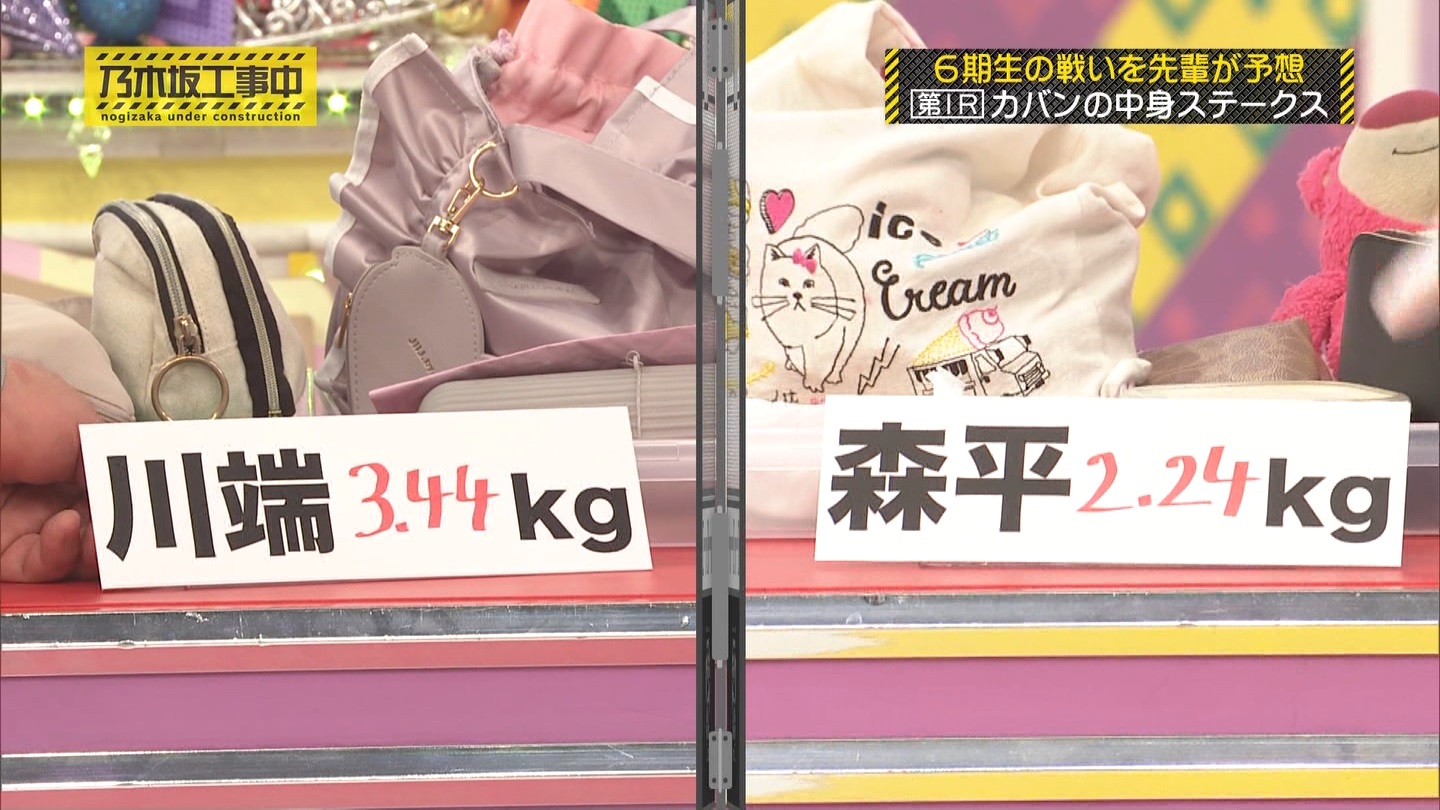 乃木坂工事中
nogizaka under construction
6期生の戦いを先輩が予想
第1R カバンの中身ステークス
ic-
Cream
川端 3.44 kg
森平 2.24 kg